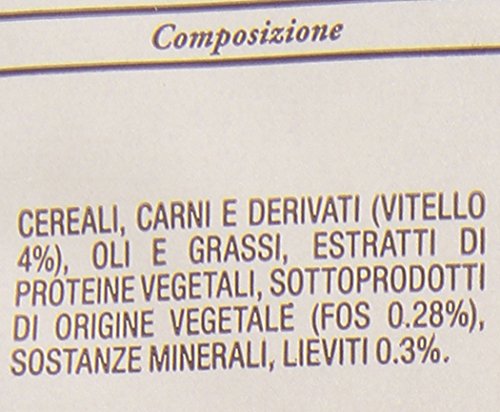 Composizione
CEREALI, CARNI E DERIVATI (VITELLO
4%), OLI E GRASSI, ESTRATTI DI
PROTEINE VEGETALI, SOTTOPRODOTTI
DI ORIGINE VEGETALE (FOS 0.28%),
SOSTANZE MINERALI, LIEVITI 0.3%.